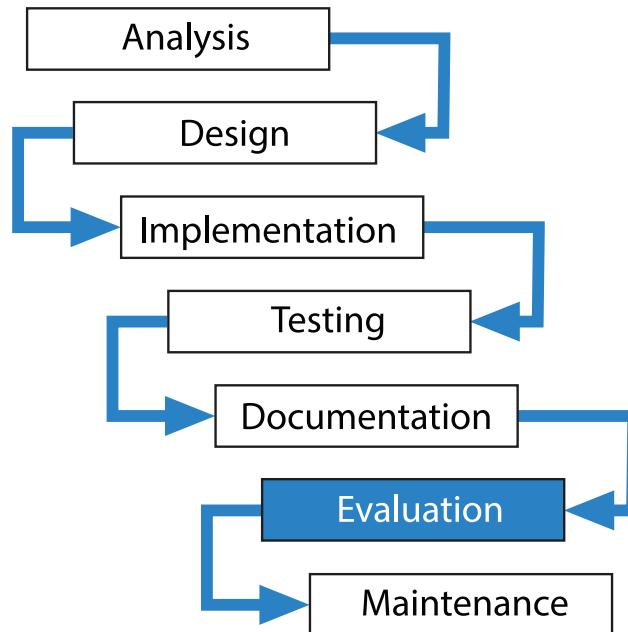 Analysis
Design
Implementation
Testing
Documentation
Evaluation
Maintenance